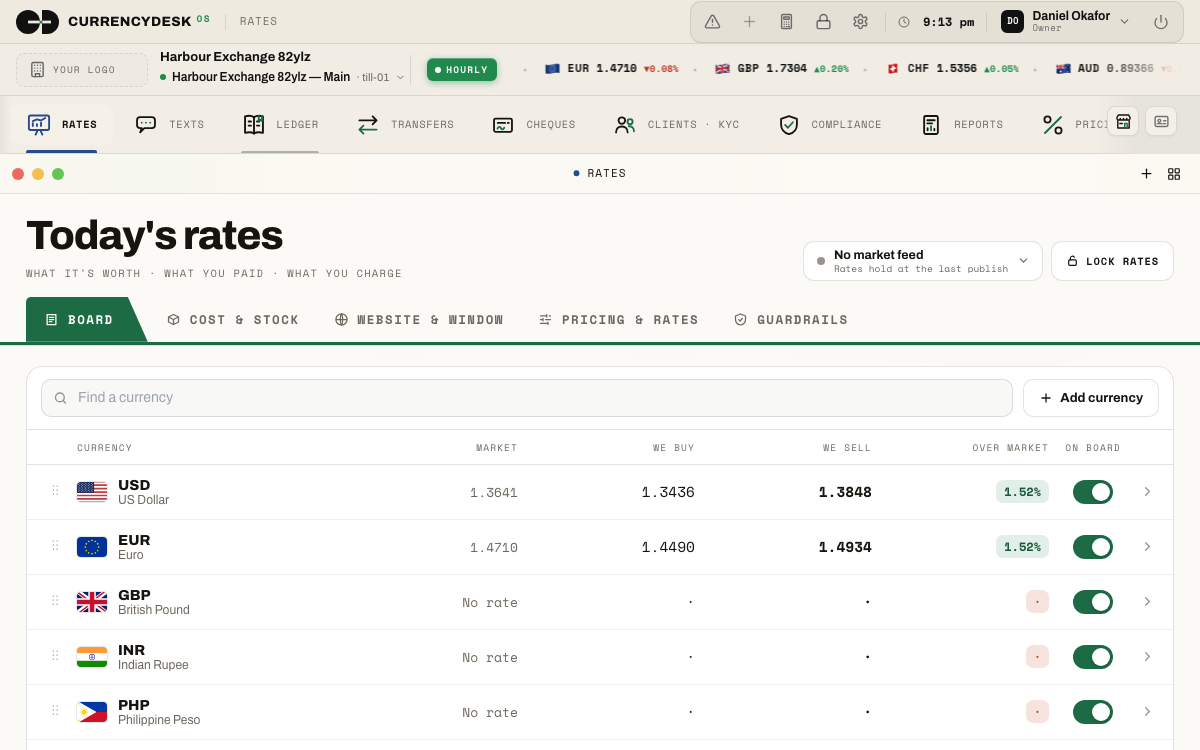 CURRENCYDESK OS
RATES
9:13 pm
DO
Daniel Okafor
Owner
YOUR LOGO
Harbour Exchange 82ylz
Harbour Exchange 82ylz — Main · till-01
HOURLY
EUR 1.4710 ▾0.08%
GBP 1.7304 ▴0.20%
CHF 1.5356 ▴0.05%
AUD 0.89366
RATES
TEXTS
LEDGER
TRANSFERS
CHEQUES
CLIENTS · KYC
COMPLIANCE
REPORTS
RATES
Today's rates
WHAT IT'S WORTH · WHAT YOU PAID · WHAT YOU CHARGE
No market feed
Rates hold at the last publish
LOCK RATES
BOARD
COST & STOCK
WEBSITE & WINDOW
PRICING & RATES
GUARDRAILS
Find a currency
Add currency
CURRENCY MARKET WE BUY WE SELL OVER MARKET ON BOARD
USD
US Dollar
1.3641 1.3436 1.3848 1.52%
EUR
Euro
1.4710 1.4490 1.4934 1.52%
GBP
British Pound
No rate · · ·
INR
Indian Rupee
No rate · · ·
PHP
Philippine Peso
No rate · · ·